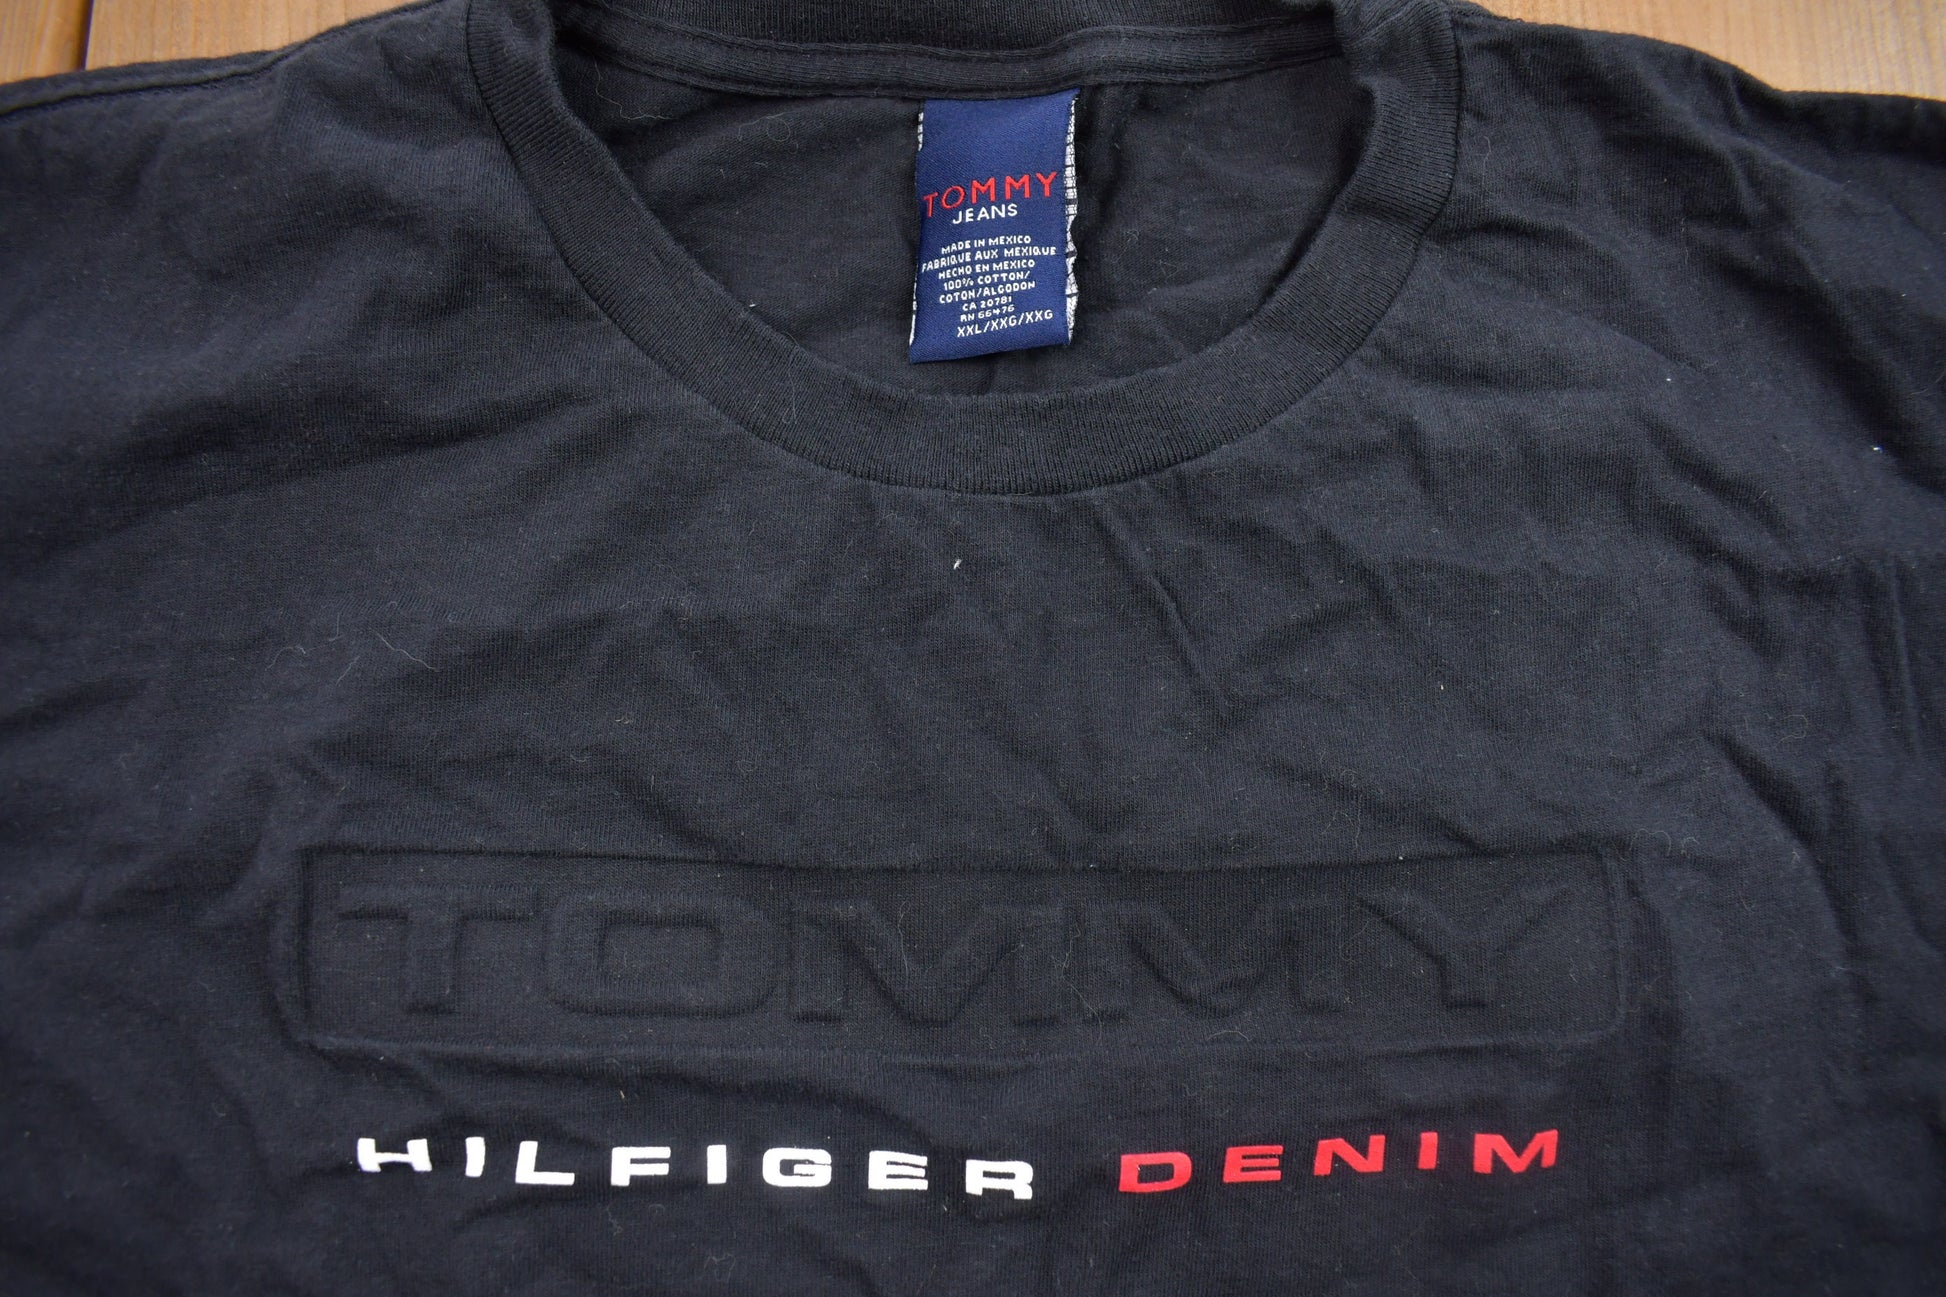 TOMMY
JEANS
MADE IN MEXICO
FABRIQUE AUX MEXIQUE
HECHO EN MEXICO
100% COTTON/
COTON/ALGODON
CA 20781
RN 66476
XXL/XXG/XXG
TOMMY
HILFIGER DENIM